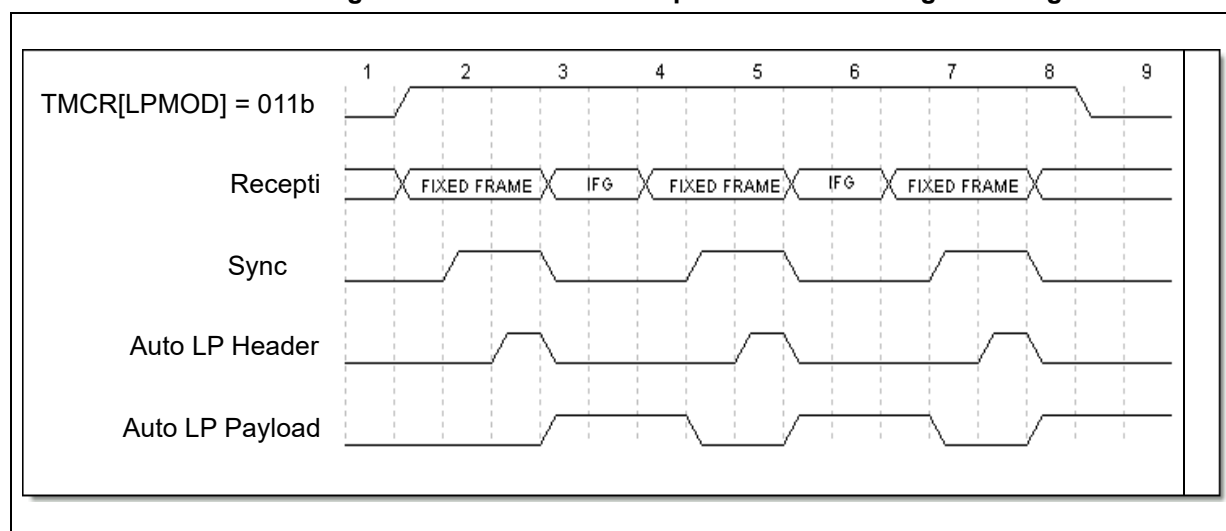 1 2 3 4 5 6 7 8 9
TMCR[LPMOD] = 011b
Recepti FIXED FRAME IFG FIXED FRAME IFG FIXED FRAME
Sync
Auto LP Header
Auto LP Payload